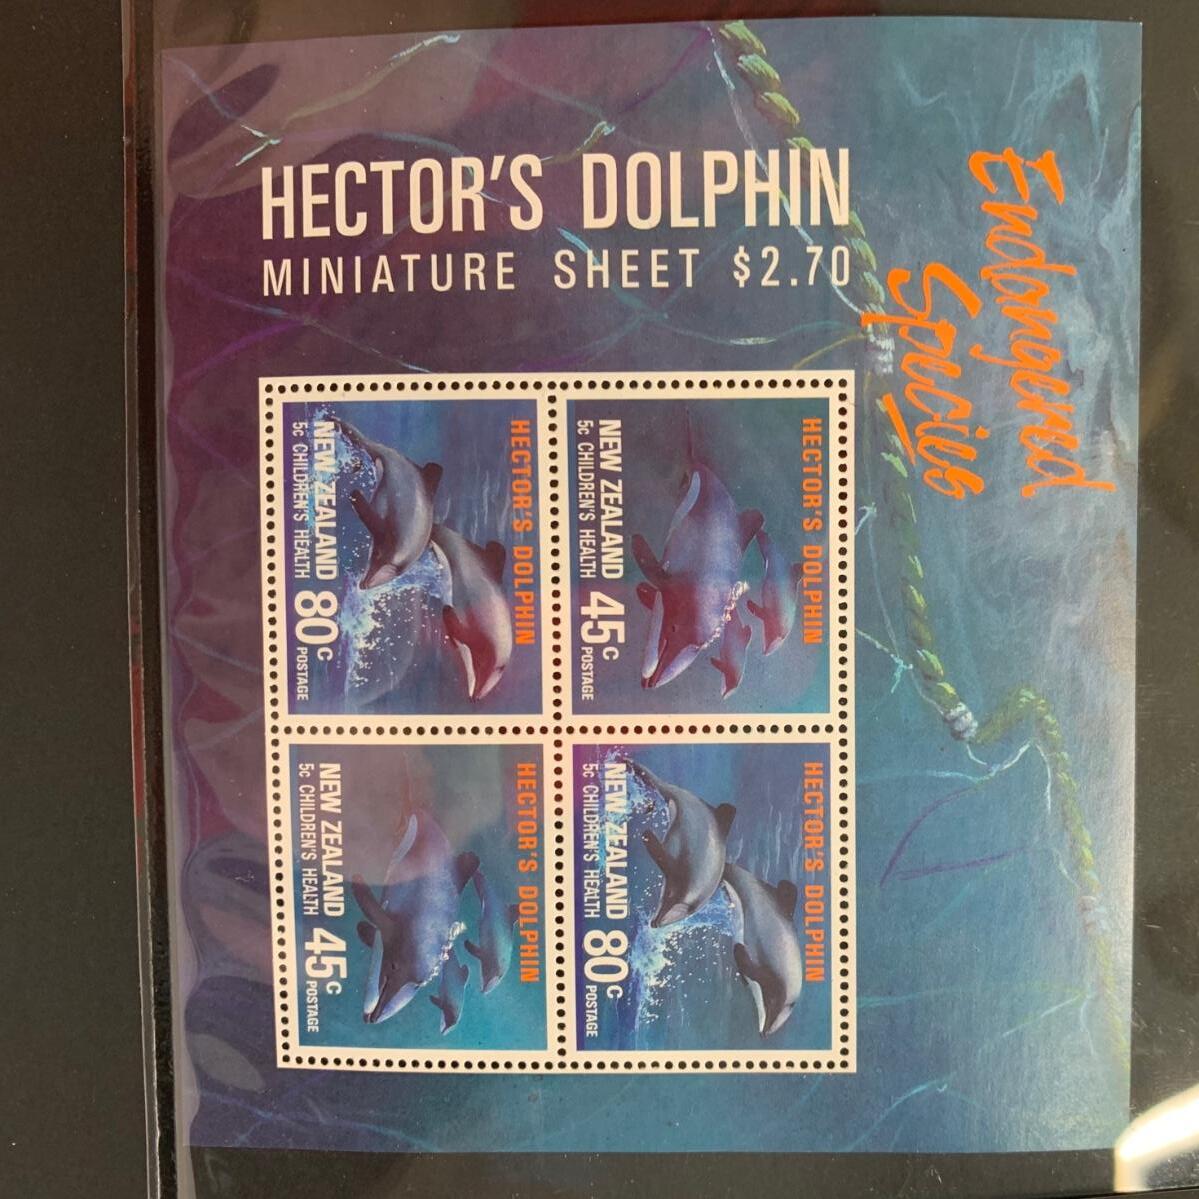 HECTOR'S DOLPHIN
MINIATURE SHEET $2.70
Endangered
Species
HECTOR'S DOLPHIN
NEW ZEALAND 80c
5c CHILDREN'S HEALTH POSTAGE
HECTOR'S DOLPHIN
NEW ZEALAND 45c
5c CHILDREN'S HEALTH POSTAGE
HECTOR'S DOLPHIN
NEW ZEALAND 45c
5c CHILDREN'S HEALTH POSTAGE
HECTOR'S DOLPHIN
NEW ZEALAND 80c
5c CHILDREN'S HEALTH POSTAGE